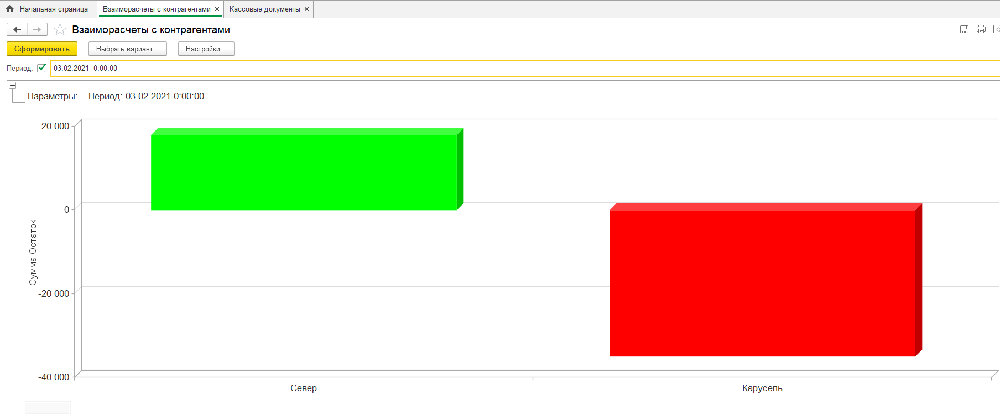 Начальная страница
Взаиморасчеты с контрагентами ×
Кассовые документы ×
Взаиморасчеты с контрагентами
Сформировать
Выбрать вариант...
Настройки...
Период: 03.02.2021 0:00:00
Параметры: Период: 03.02.2021 0:00:00
20 000
0
-20 000
-40 000
Сумма Остаток
Север
Карусель